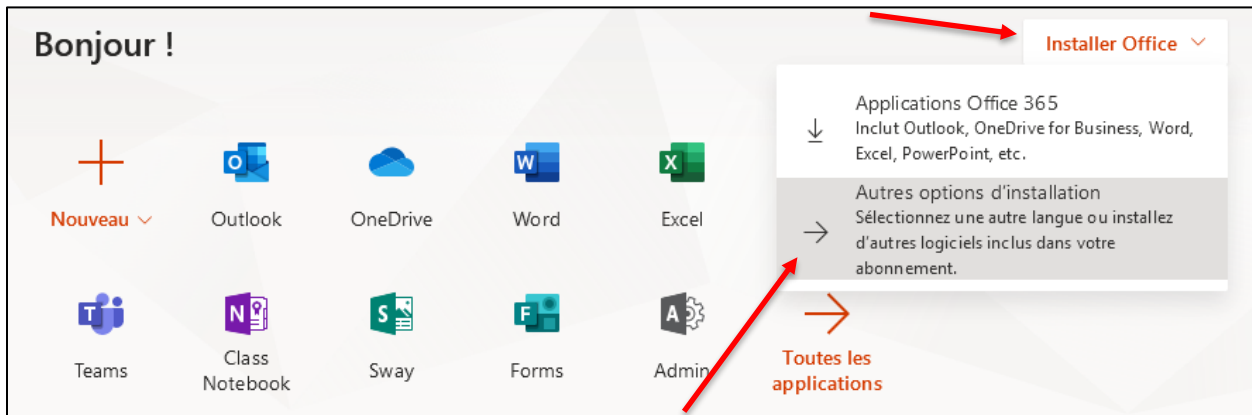 Bonjour !
Installer Office
Applications Office 365
Inclut Outlook, OneDrive for Business, Word,
Excel, PowerPoint, etc.
Autres options d'installation
Sélectionnez une autre langue ou installez
d'autres logiciels inclus dans votre
abonnement.
Nouveau
Outlook
OneDrive
Word
Excel
Teams
Class
Notebook
Sway
Forms
Admin
Toutes les
applications